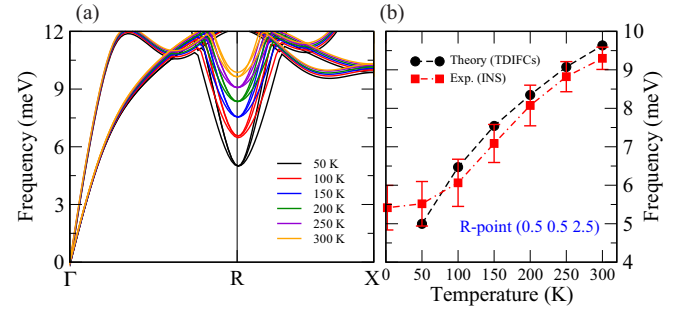 (a)
12
9
6
3
0
Frequency (meV)
50 K
100 K
150 K
200 K
250 K
300 K
Γ
R
X
(b)
Theory (TDIFCs)
Exp. (INS)
R-point (0.5 0.5 2.5)
10
9
8
7
6
5
4
Frequency (meV)
0 50 100 150 200 250 300
Temperature (K)